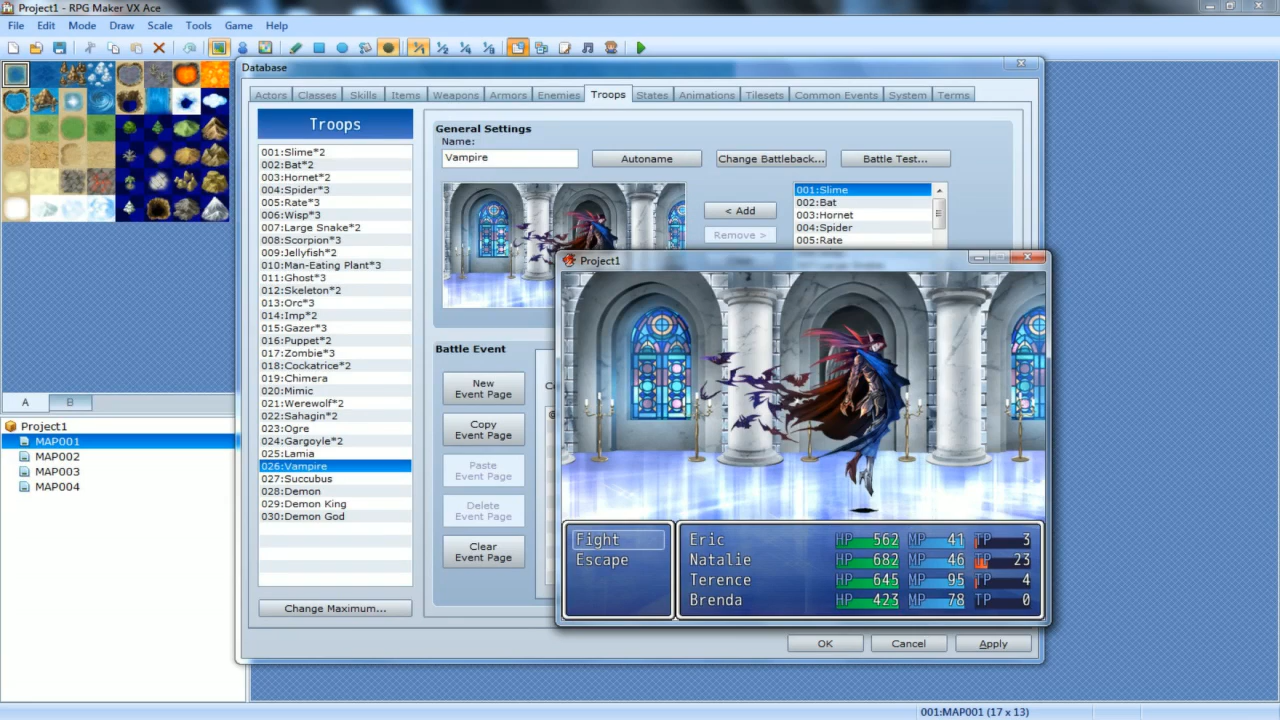 Project1 - RPG Maker VX Ace
File Edit Mode Draw Scale Tools Game Help
1/1 1/2 1/4 1/8
Database
Actors Classes Skills Items Weapons Armors Enemies Troops States Animations Tilesets Common Events System Terms
Troops
001:Slime*2
002:Bat*2
003:Hornet*2
004:Spider*3
005:Rate*3
006:Wisp*3
007:Large Snake*2
008:Scorpion*3
009:Jellyfish*2
010:Man-Eating Plant*3
011:Ghost*3
012:Skeleton*2
013:Orc*3
014:Imp*2
015:Gazer*3
016:Puppet*2
017:Zombie*3
018:Cockatrice*2
019:Chimera
020:Mimic
021:Werewolf*2
022:Sahagin*2
023:Ogre
024:Gargoyle*2
025:Lamia
026:Vampire
027:Succubus
028:Demon
029:Demon King
030:Demon God
Change Maximum...
General Settings
Name:
Vampire
Autoname
Change Battleback...
Battle Test...
< Add
Remove >
001:Slime
002:Bat
003:Hornet
004:Spider
005:Rate
Battle Event
New
Event Page
Copy
Event Page
Paste
Event Page
Delete
Event Page
Clear
Event Page
Project1
Fight
Escape
Eric HP 562 MP 41 TP 3
Natalie HP 682 MP 46 TP 23
Terence HP 645 MP 95 TP 4
Brenda HP 423 MP 78 TP 0
OK Cancel Apply
A B
Project1
MAP001
MAP002
MAP003
MAP004
001:MAP001 (17 x 13)